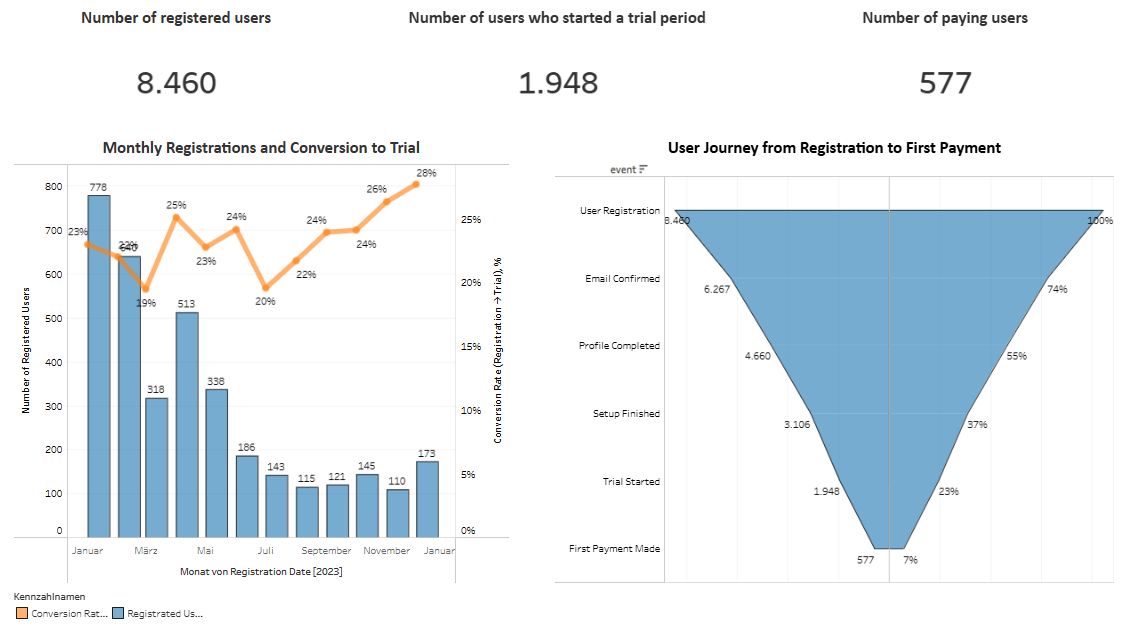 Number of registered users
Number of users who started a trial period
Number of paying users
8.460
1.948
577
Monthly Registrations and Conversion to Trial
800
700
600
500
400
300
200
100
0
Number of Registered Users
778
640
318
513
338
186
143
115
121
145
110
173
23%
22%
19%
25%
23%
24%
20%
22%
24%
24%
26%
28%
25%
20%
15%
10%
5%
0%
Conversion Rate (Registration → Trial), %
Januar
März
Mai
Juli
September
November
Januar
Monat von Registration Date [2023]
Kennzahlnamen
Conversion Rat...
Registrated Us...
User Journey from Registration to First Payment
event
User Registration 8.460 100%
Email Confirmed 6.267 74%
Profile Completed 4.660 55%
Setup Finished 3.106 37%
Trial Started 1.948 23%
First Payment Made 577 7%